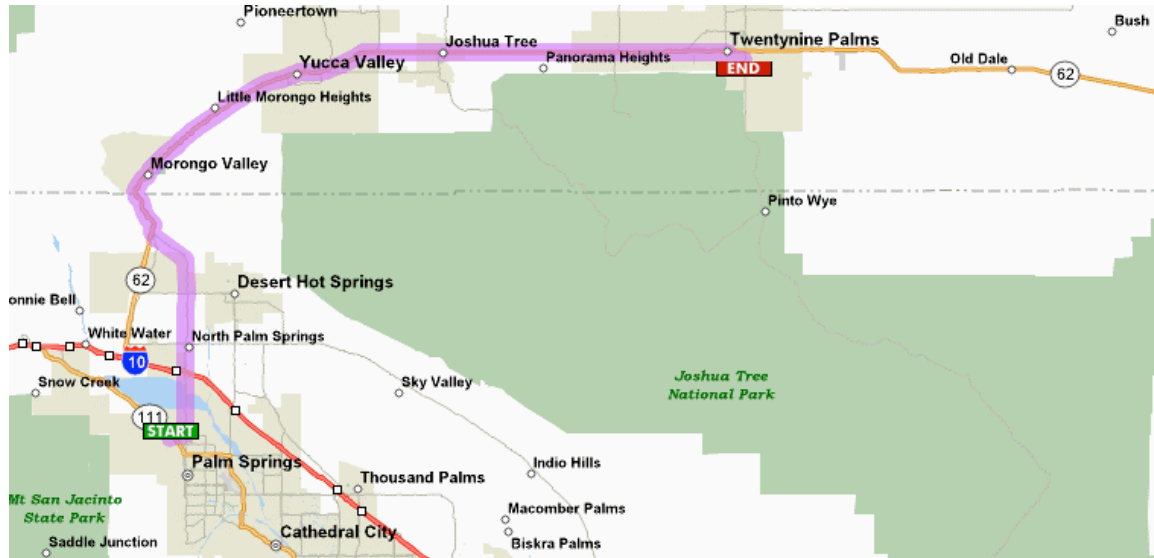 Pioneertown
Bush
Joshua Tree
Twentynine Palms
Yucca Valley
Panorama Heights
END
Old Dale
62
Little Morongo Heights
Morongo Valley
Pinto Wye
62
Desert Hot Springs
onnie Bell
White Water
North Palm Springs
10
Snow Creek
Sky Valley
Joshua Tree
National Park
111
START
Palm Springs
Indio Hills
Thousand Palms
Mt San Jacinto
State Park
Macomber Palms
Cathedral City
Biskra Palms
Saddle Junction